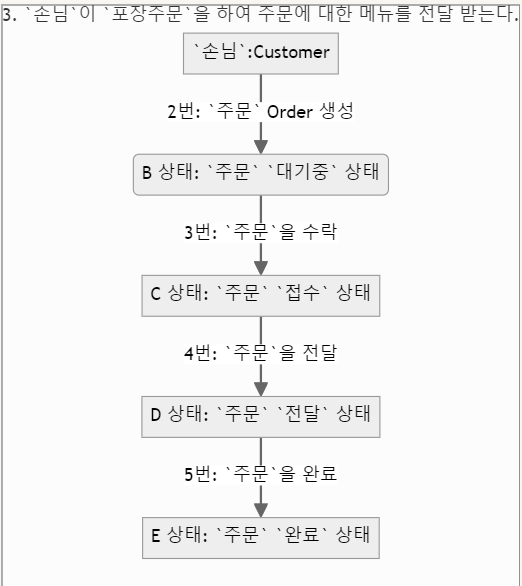 3. `손님`이 `포장주문`을 하여 주문에 대한 메뉴를 전달 받는다.
`손님`:Customer
2번: `주문` Order 생성
B 상태: `주문` `대기중` 상태
3번: `주문`을 수락
C 상태: `주문` `접수` 상태
4번: `주문`을 전달
D 상태: `주문` `전달` 상태
5번: `주문`을 완료
E 상태: `주문` `완료` 상태